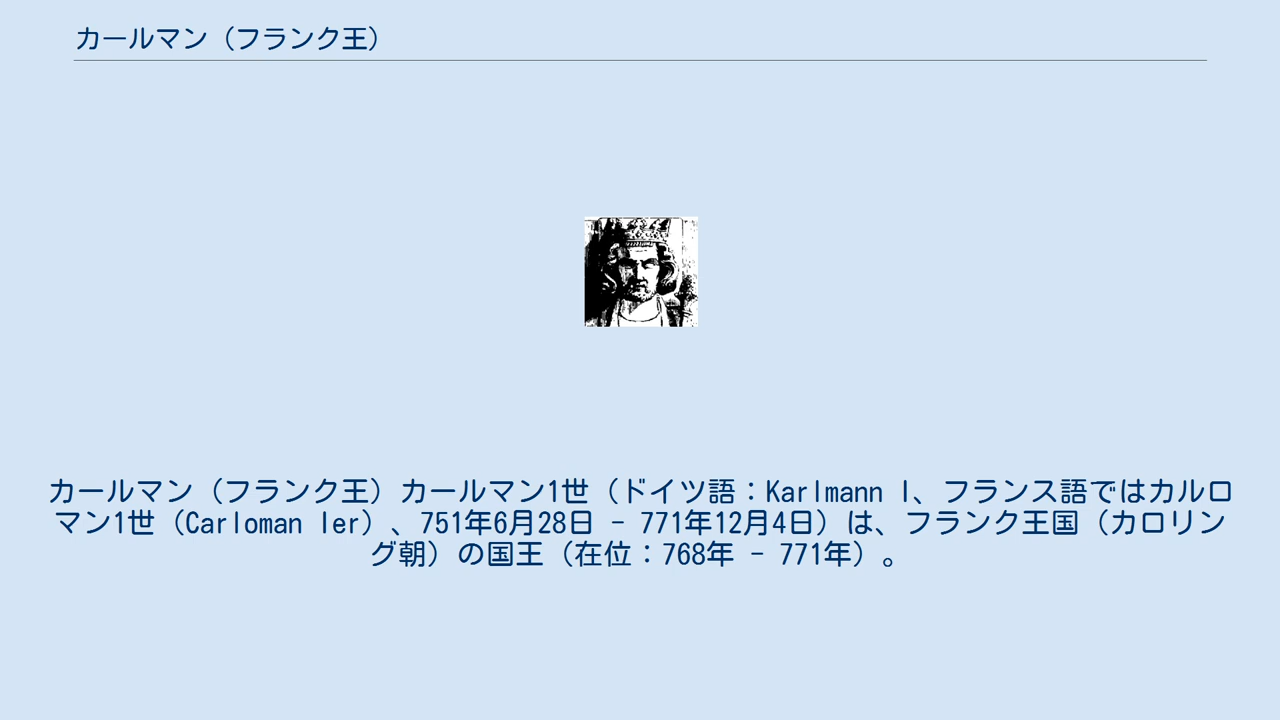 カールマン（フランク王）
カールマン（フランク王）カールマン1世（ドイツ語：Karlmann I、フランス語ではカルロ
マン1世（Carloman Ier）、751年6月28日 - 771年12月4日）は、フランク王国（カロリン
グ朝）の国王（在位：768年 - 771年）。